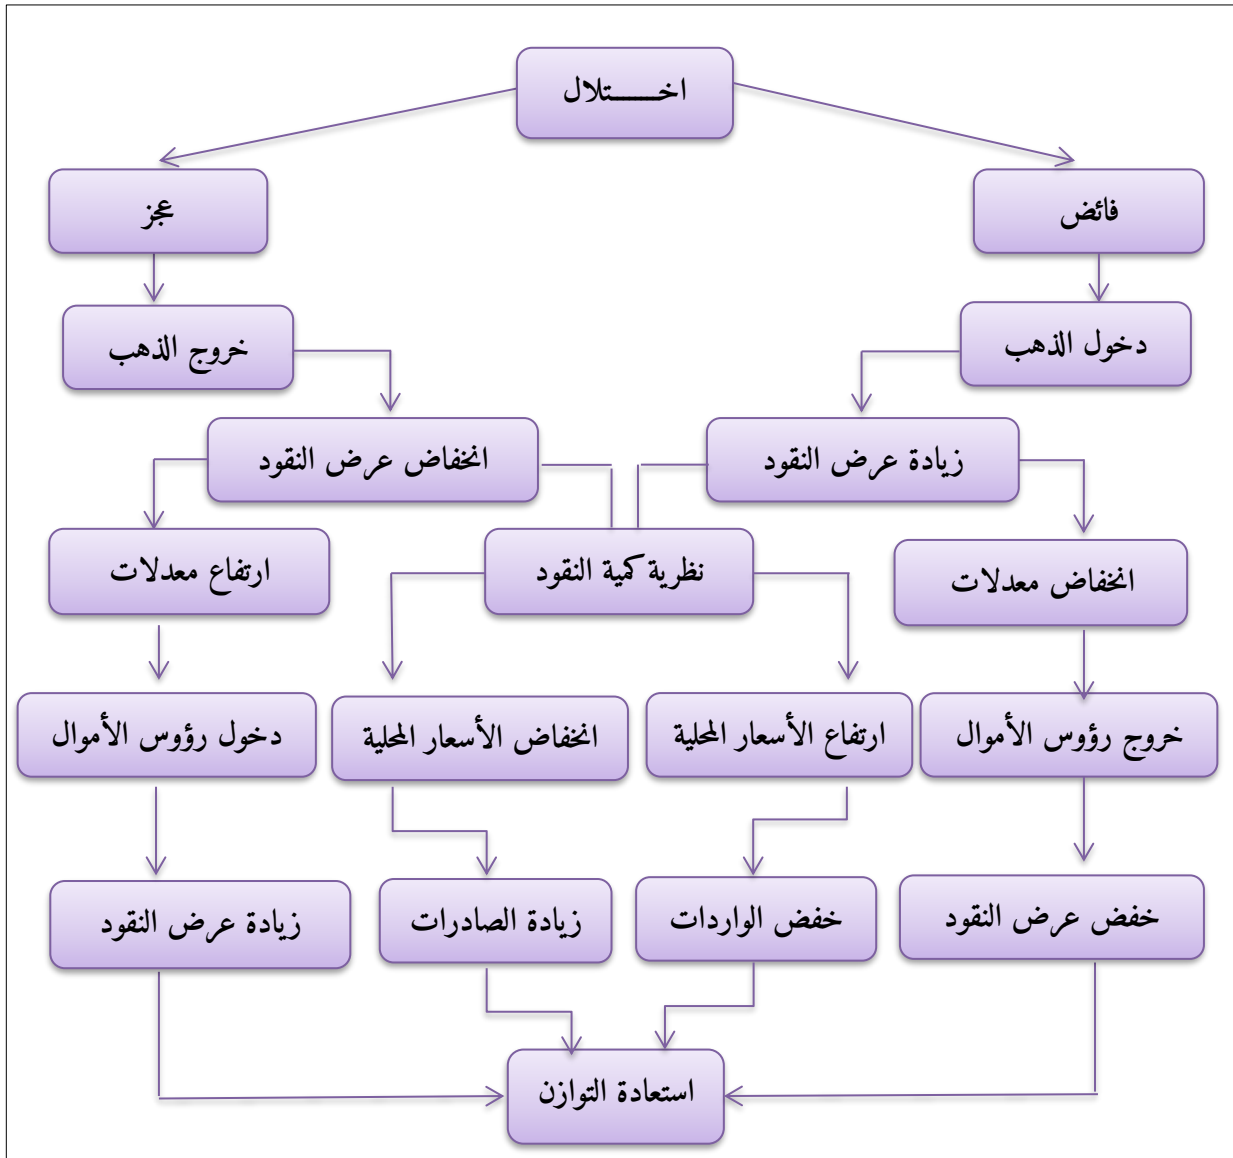 اخـــــتلال
فائض
عجز
دخول الذهب
خروج الذهب
زيادة عرض النقود
انخفاض عرض النقود
انخفاض معدلات
نظرية كمية النقود
ارتفاع معدلات
خروج رؤوس الأموال
ارتفاع الأسعار المحلية
انخفاض الأسعار المحلية
دخول رؤوس الأموال
خفض عرض النقود
خفض الواردات
زيادة الصادرات
زيادة عرض النقود
استعادة التوازن